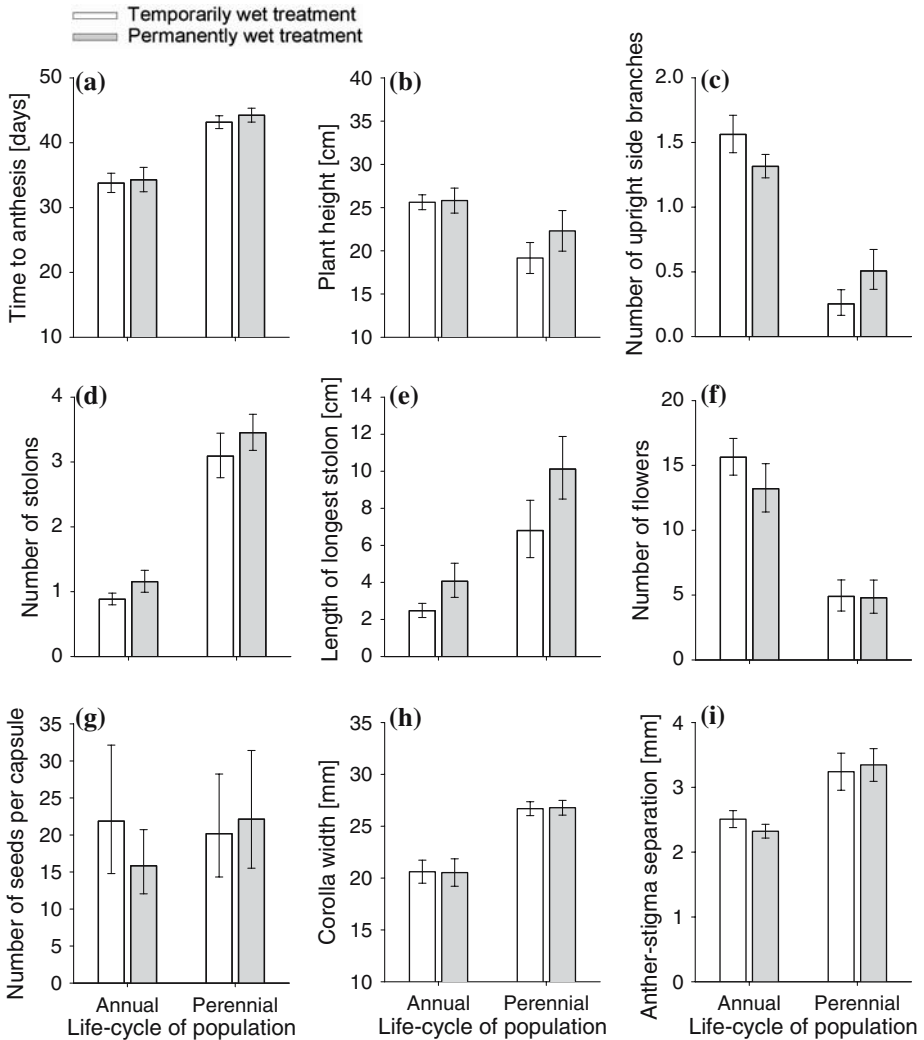 Temporarily wet treatment
Permanently wet treatment
(a)
Time to anthesis [days]
50
40
30
20
10
(b)
Plant height [cm]
40
35
30
25
20
15
10
(c)
Number of upright side branches
2.0
1.5
1.0
0.5
0.0
(d)
Number of stolons
4
3
2
1
0
(e)
Length of longest stolon [cm]
14
12
10
8
6
4
2
0
(f)
Number of flowers
20
15
10
5
0
(g)
Number of seeds per capsule
35
30
25
20
15
10
5
0
Annual Perennial
Life-cycle of population
(h)
Corolla width [mm]
35
30
25
20
15
10
Annual Perennial
Life-cycle of population
(i)
Anther-stigma separation [mm]
4
3
2
1
0
Annual Perennial
Life-cycle of population